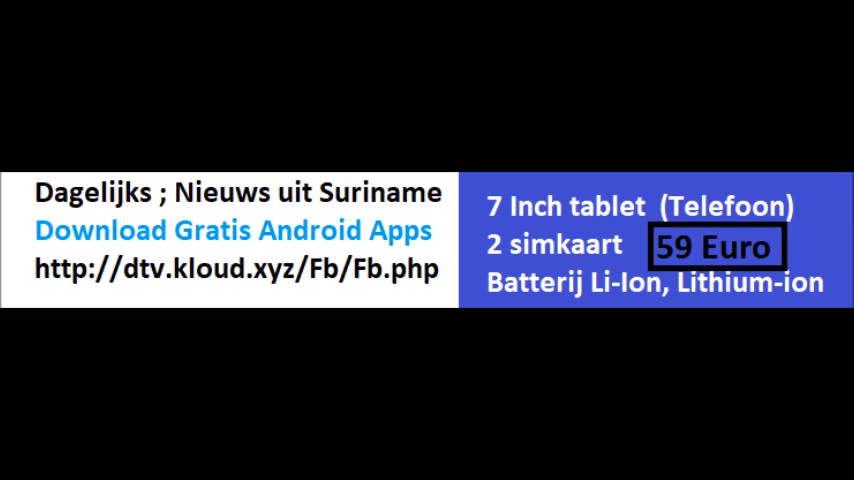 Dagelijks ; Nieuws uit Suriname
Download Gratis Android Apps
http://dtv.kloud.xyz/Fb/Fb.php
7 Inch tablet (Telefoon)
2 simkaart 59 Euro
Batterij Li-Ion, Lithium-ion